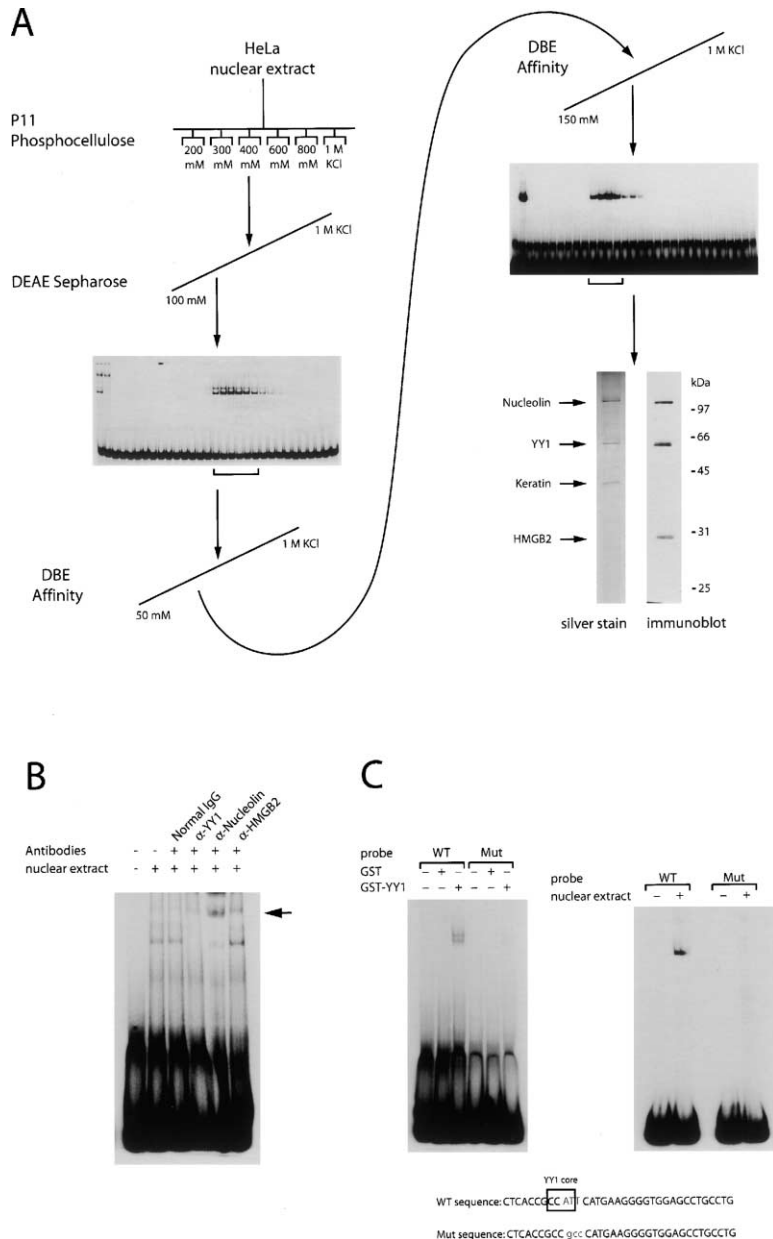 A
HeLa
nuclear extract
P11
Phosphocellulose
200 mM
300 mM
400 mM
600 mM
800 mM
1 M KCl
1 M KCl
DEAE Sepharose
100 mM
1 M KCl
DBE
Affinity
50 mM
DBE
Affinity
1 M KCl
150 mM
kDa
Nucleolin
YY1
Keratin
HMGB2
- 97
- 66
- 45
- 31
- 25
silver stain
immunoblot
B
Normal IgG
α-YY1
α-Nucleolin
α-HMGB2
Antibodies - - + + + +
nuclear extract - + + + + +
C
probe WT Mut
GST - + - - + -
GST-YY1 - - + - - +
probe WT Mut
nuclear extract - + - +
YY1 core
WT sequence: CTCACCGCC ATT CATGAAGGGGTGGAGCCTGCCTG
Mut sequence: CTCACCGCC gcc CATGAAGGGGTGGAGCCTGCCTG